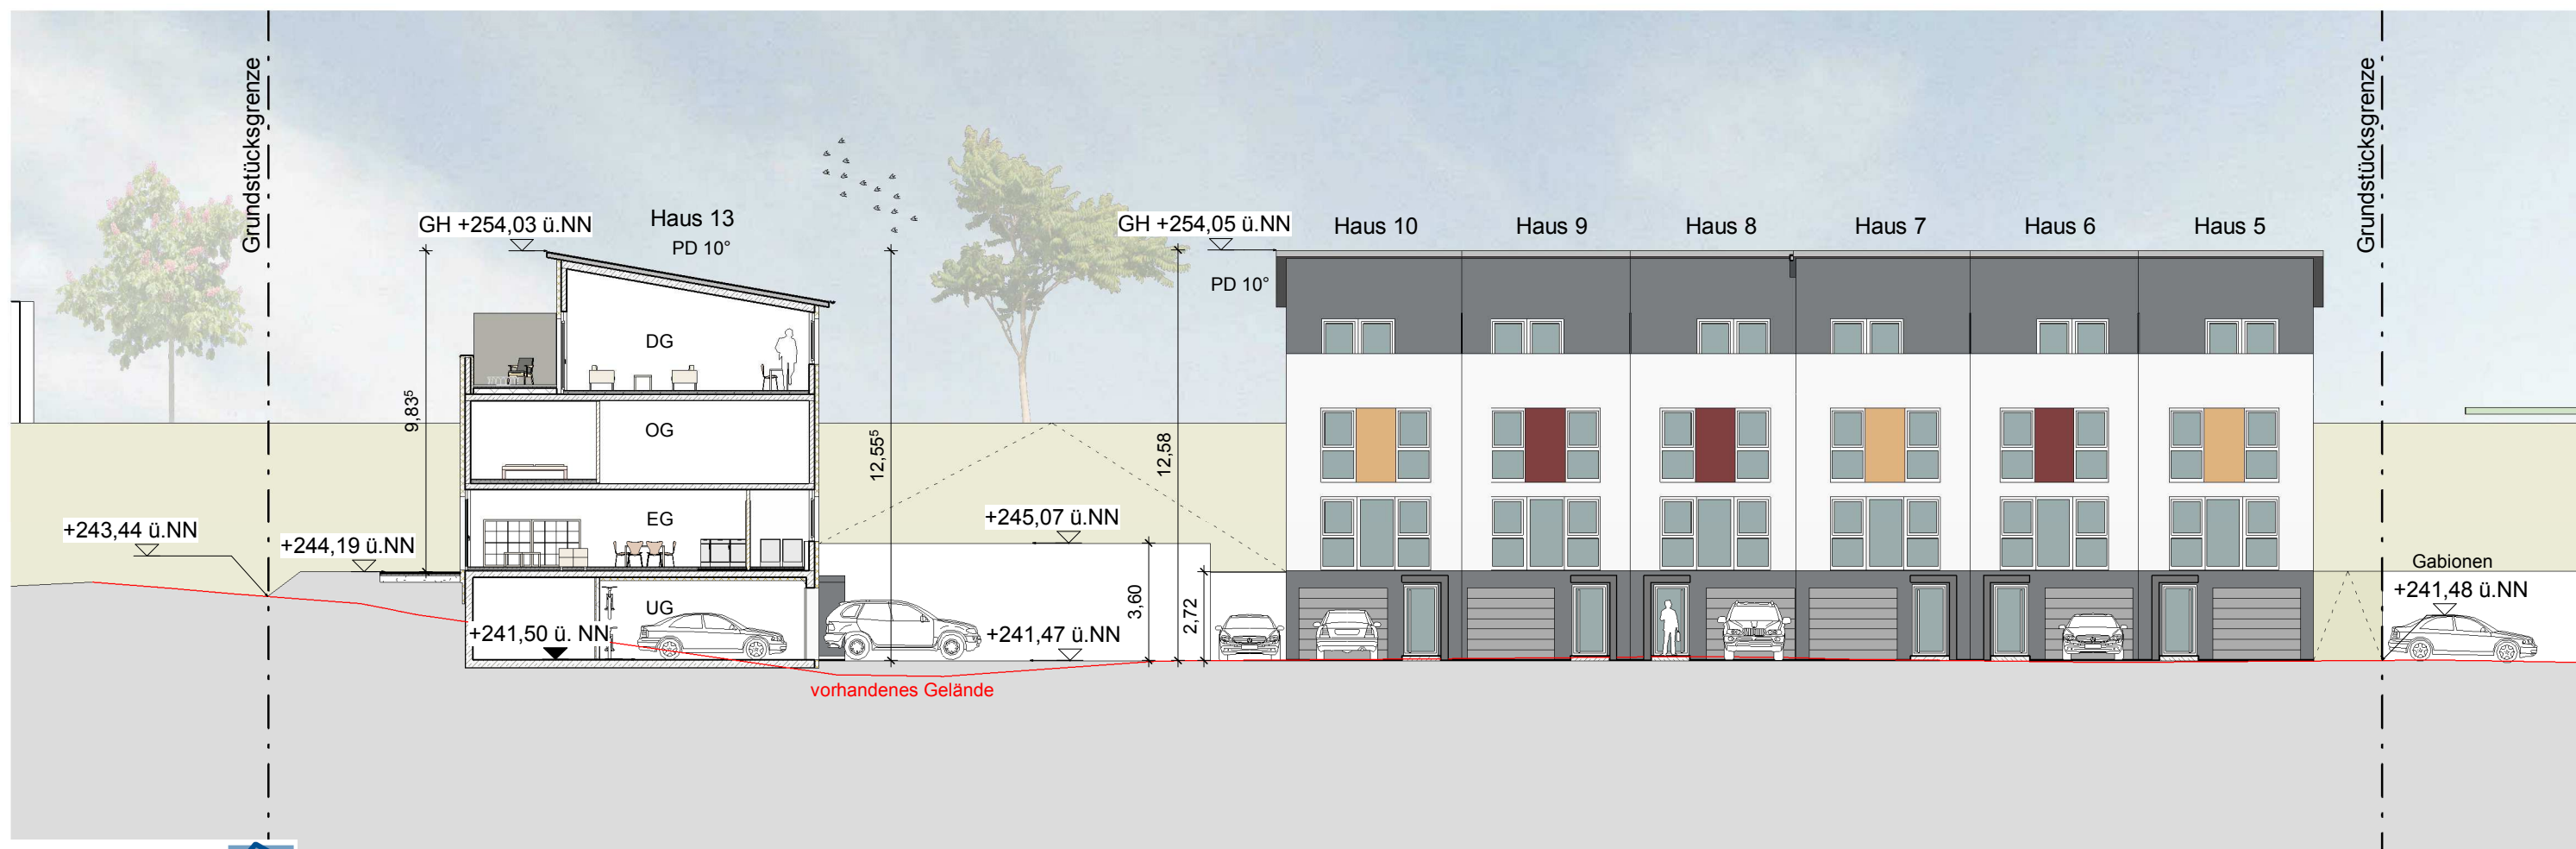 Grundstücksgrenze
Grundstücksgrenze
GH +254,03 ü.NN
Haus 13
PD 10°
GH +254,05 ü.NN
PD 10°
Haus 10
Haus 9
Haus 8
Haus 7
Haus 6
Haus 5
DG
OG
EG
UG
9,83⁵
12,55⁵
12,58
+243,44 ü.NN
+244,19 ü.NN
+245,07 ü.NN
3,60
2,72
+241,50 ü. NN
+241,47 ü.NN
Gabionen
+241,48 ü.NN
vorhandenes Gelände